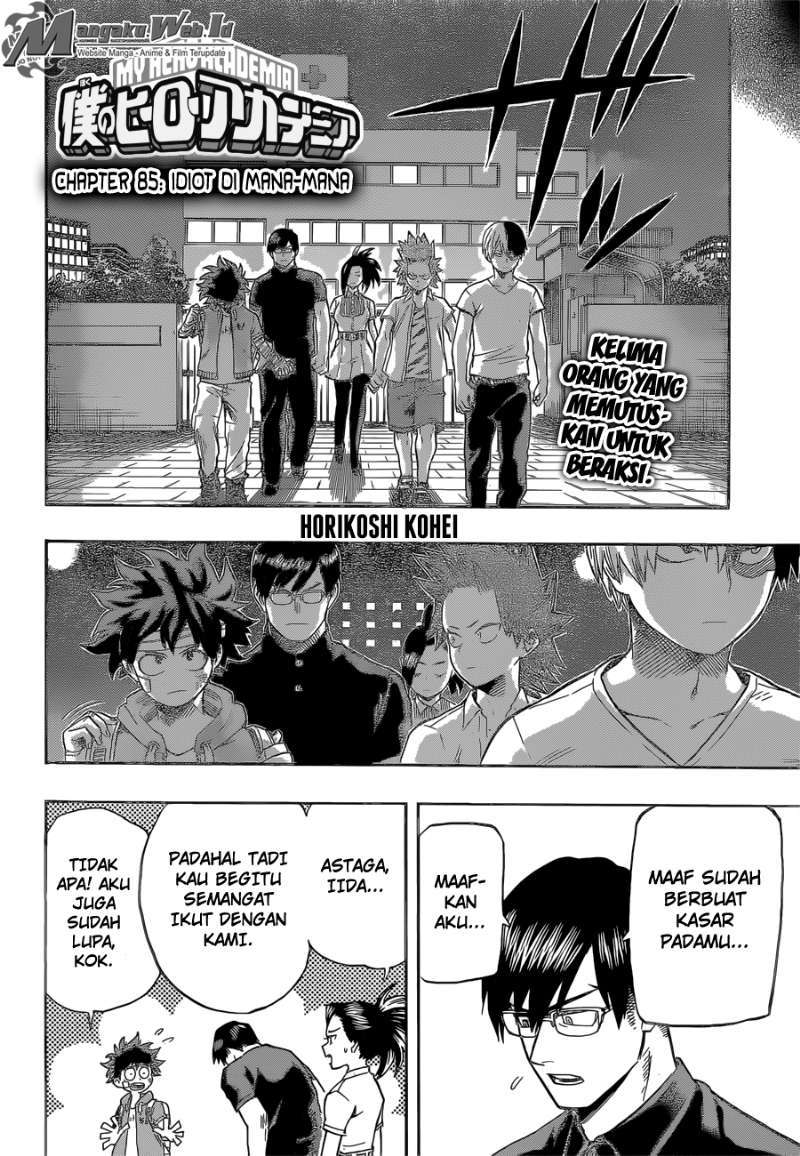 Mangaku.Web.Id
Website Manga - Anime & Film Terupdate
MY HERO ACADEMIA
僕のヒーローアカデミア
CHAPTER 85: IDIOT DI MANA-MANA
KELIMA
ORANG YANG
MEMUTUS-
KAN UNTUK
BERAKSI.
HORIKOSHI KOHEI
MAAF SUDAH
BERBUAT
KASAR
PADAMU...
MAAF-
KAN
AKU...
ASTAGA,
IIDA...
PADAHAL TADI
KAU BEGITU
SEMANGAT
IKUT DENGAN
KAMI.
TIDAK
APA! AKU
JUGA
SUDAH
LUPA,
KOK.